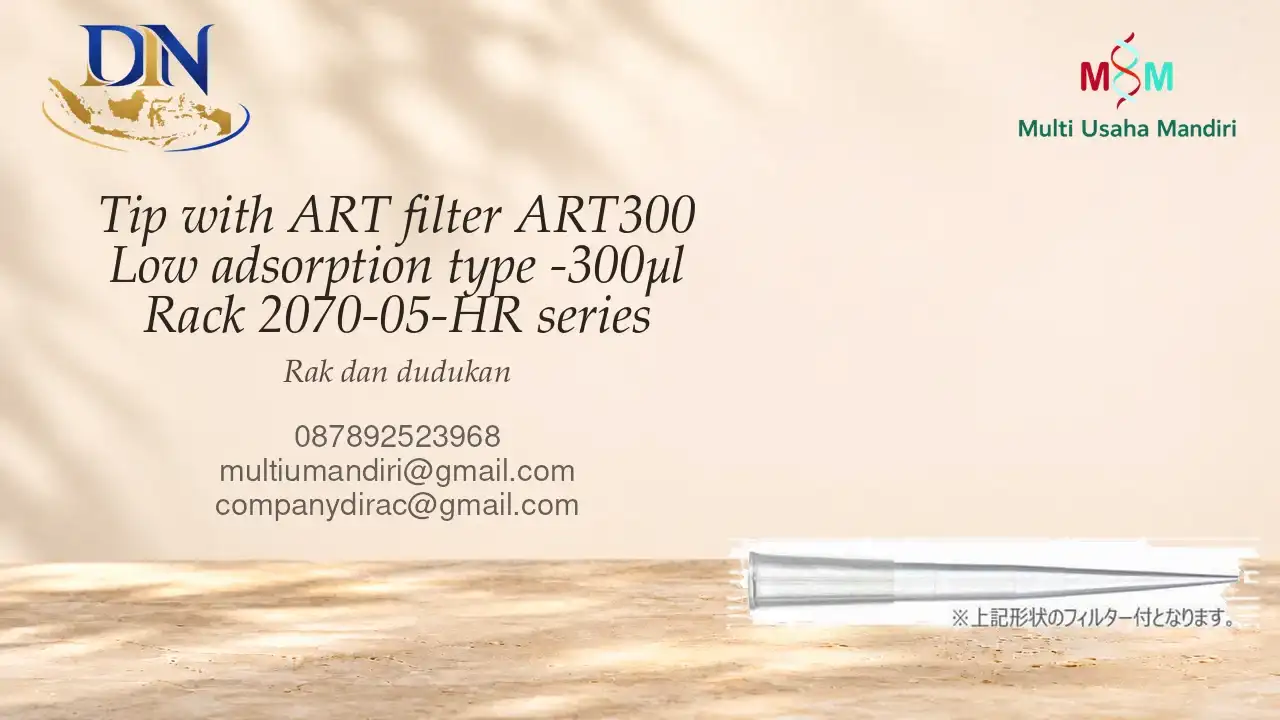 DN
M M
Multi Usaha Mandiri
Tip with ART filter ART300
Low adsorption type -300µl
Rack 2070-05-HR series
Rak dan dudukan
087892523968
multiumandiri@gmail.com
companydirac@gmail.com
※上記形状のフィルター付となります。